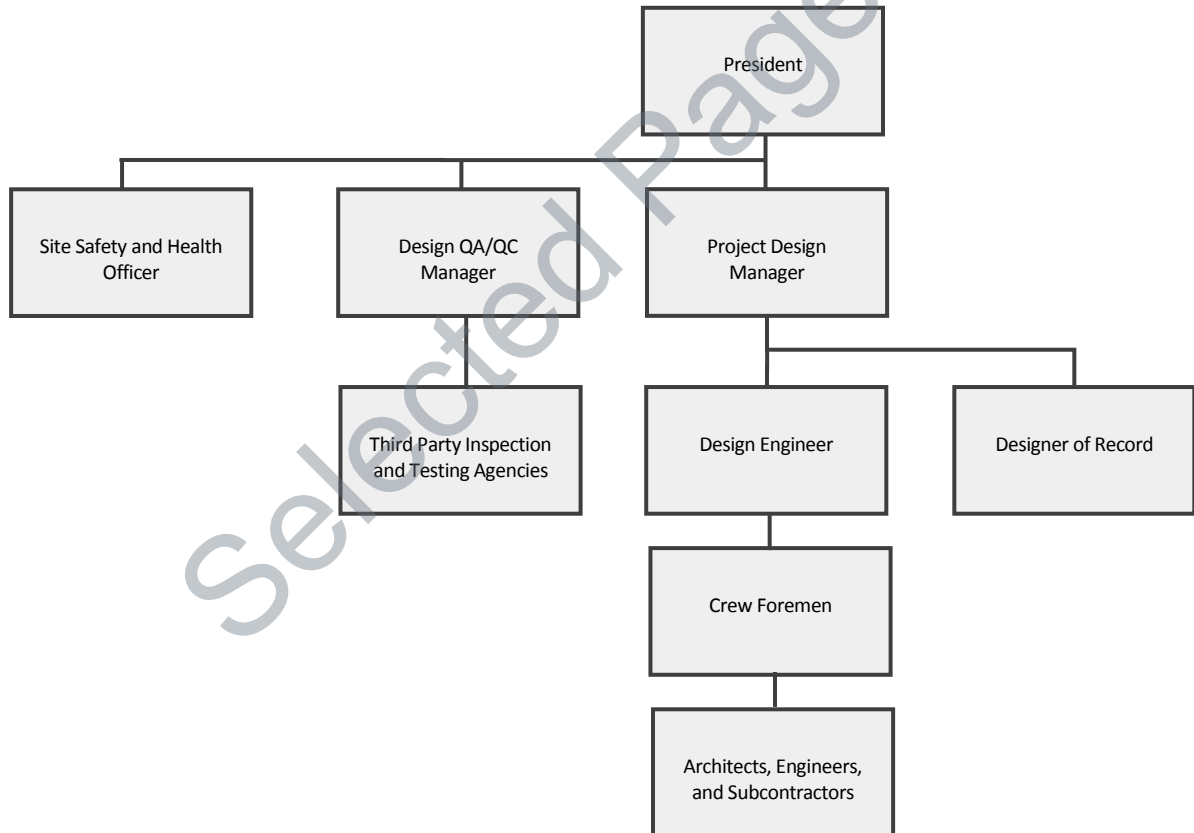 President
Site Safety and Health
Officer
Design QA/QC
Manager
Project Design
Manager
Third Party Inspection
and Testing Agencies
Design Engineer
Designer of Record
Crew Foremen
Architects, Engineers,
and Subcontractors
Selected Page